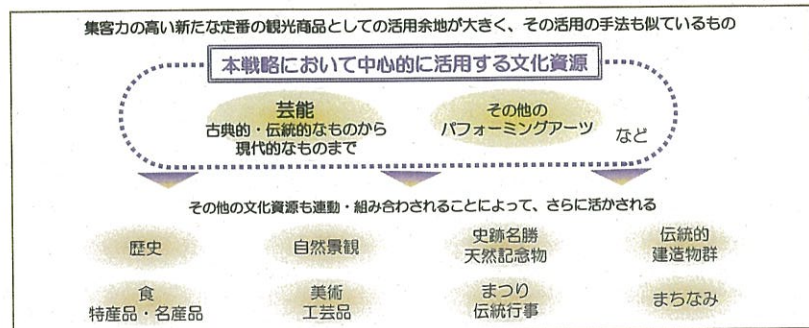 集客力の高い新たな定番の観光商品としての活用余地が大きく、その活用の手法も似ているもの
本戦略において中心的に活用する文化資源
芸能
古典的・伝統的なものから
現代的なものまで
その他の
パフォーミングアーツ
など
その他の文化資源も連動・組み合わされることによって、さらに活かされる
歴史
自然景観
史跡名勝
天然記念物
伝統的
建造物群
食
特産品・名産品
美術
工芸品
まつり
伝統行事
まちなみ